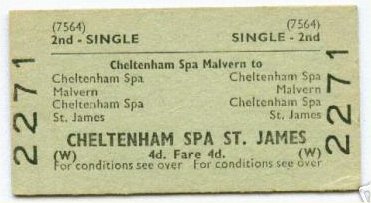 (7564) (7564)
2nd - SINGLE SINGLE - 2nd
Cheltenham Spa Malvern to
Cheltenham Spa Cheltenham Spa
Malvern Malvern
Cheltenham Spa Cheltenham Spa
St. James St. James
CHELTENHAM SPA ST. JAMES
(W) 4d. Fare 4d. (W)
For conditions see over For conditions see over
2271
2271